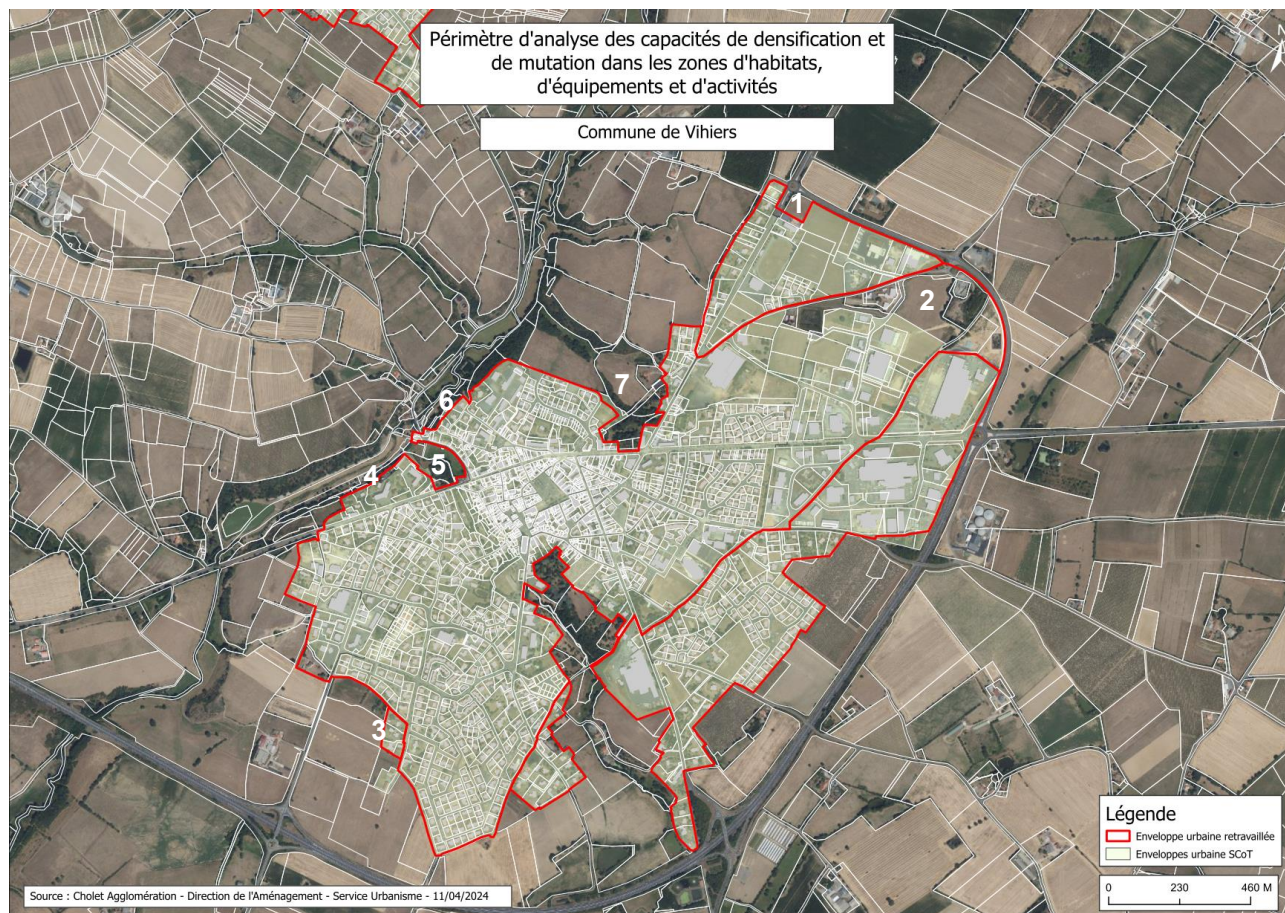 Périmètre d'analyse des capacités de densification et
de mutation dans les zones d'habitats,
d'équipements et d'activités
Commune de Vihiers
N
1
2
7
6
5
4
3
Légende
Enveloppe urbaine retravaillée
Enveloppes urbaine SCoT
0 230 460 M
Source : Cholet Agglomération - Direction de l'Aménagement - Service Urbanisme - 11/04/2024